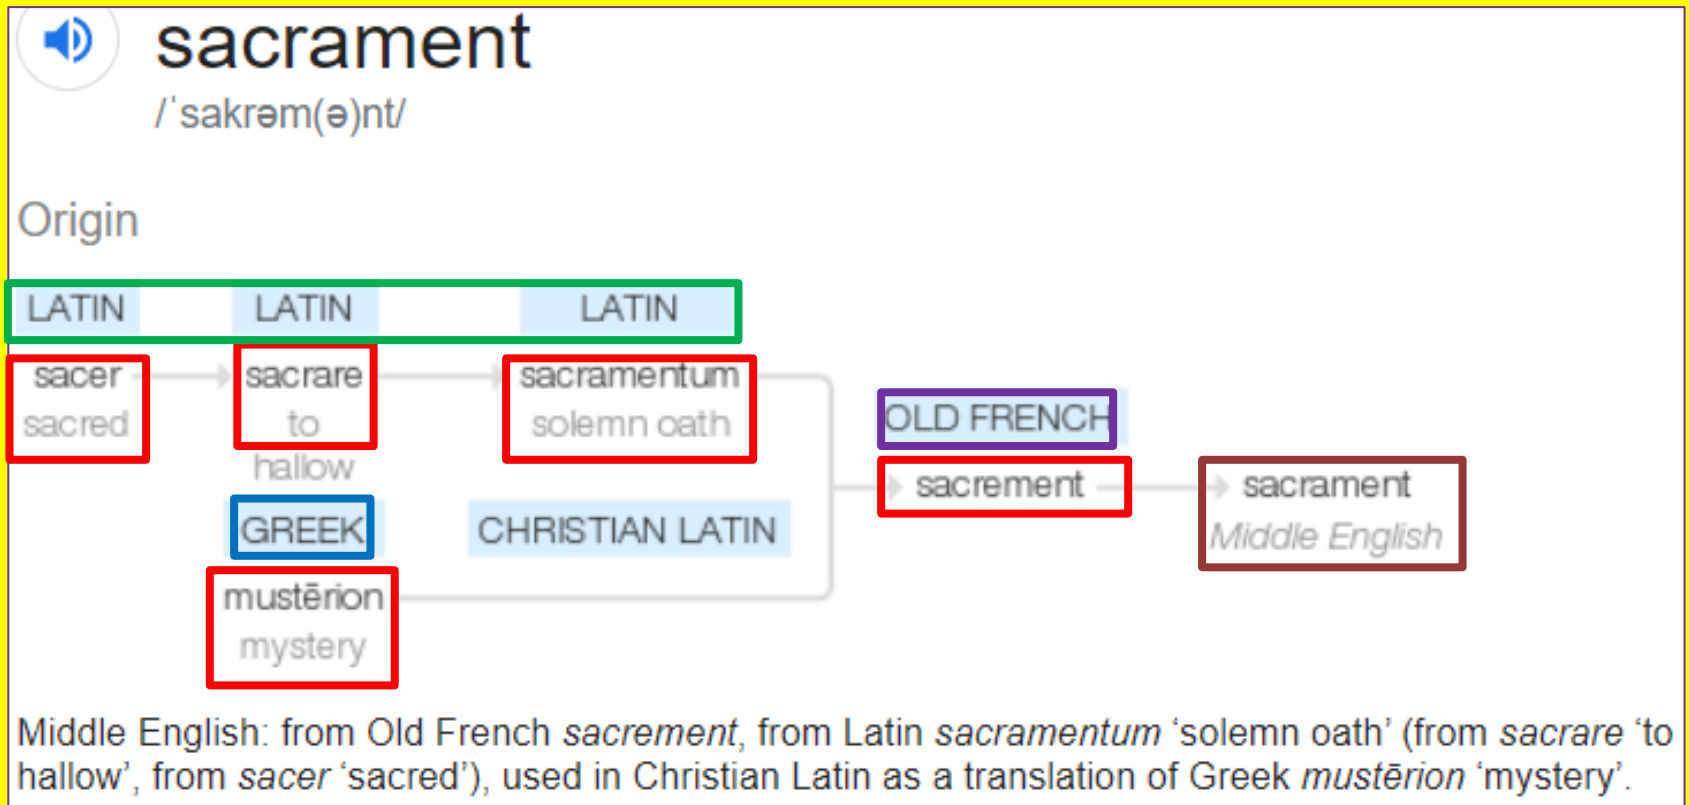 sacrament
/ˈsakrəm(ə)nt/
Origin
LATIN LATIN LATIN
sacer sacrare sacramentum
sacred to solemn oath
hallow
OLD FRENCH
sacrement sacrament
GREEK CHRISTIAN LATIN Middle English
mustērion
mystery
Middle English: from Old French sacrement, from Latin sacramentum ‘solemn oath’ (from sacrare ‘to
hallow’, from sacer ‘sacred’), used in Christian Latin as a translation of Greek mustērion ‘mystery’.